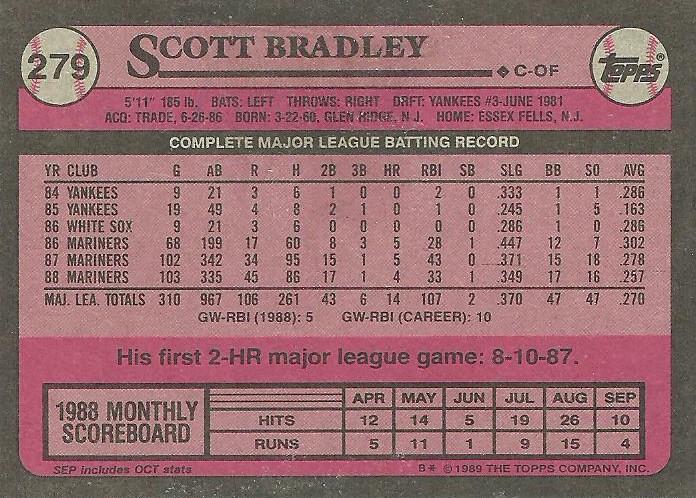 279 SCOTT BRADLEY TOPPS
◆C-OF
5'11" 185 lb. BATS: LEFT THROWS: RIGHT DRFT: YANKEES #3-JUNE 1981
ACQ: TRADE, 6-26-86 BORN: 3-22-60, GLEN RIDGE, N J. HOME: ESSEX FELLS, N.J.
COMPLETE MAJOR LEAGUE BATTING RECORD
YR CLUB G AB R H 2B 3B HR RBI SB SLG BB SO AVG
84 YANKEES 9 21 3 6 1 0 0 2 0 .333 1 1 .286
85 YANKEES 19 49 4 8 2 1 0 1 0 .245 1 5 .163
86 WHITE SOX 9 21 3 6 0 0 0 0 0 .286 1 0 .286
86 MARINERS 68 199 17 60 8 3 5 28 1 .447 12 7 .302
87 MARINERS 102 342 34 95 15 1 5 43 0 .371 15 18 .278
88 MARINERS 103 335 45 86 17 1 4 33 1 .349 17 16 .257
MAJ. LEA. TOTALS 310 967 106 261 43 6 14 107 2 .370 47 47 .270
GW-RBI (1988): 5 GW-RBI (CAREER): 10
His first 2-HR major league game: 8-10-87.
1988 MONTHLY
SCOREBOARD
APR MAY JUN JUL AUG SEP
HITS 12 14 5 19 26 10
RUNS 5 11 1 9 15 4
SEP includes OCT stats B* ©1989 THE TOPPS COMPANY, INC.